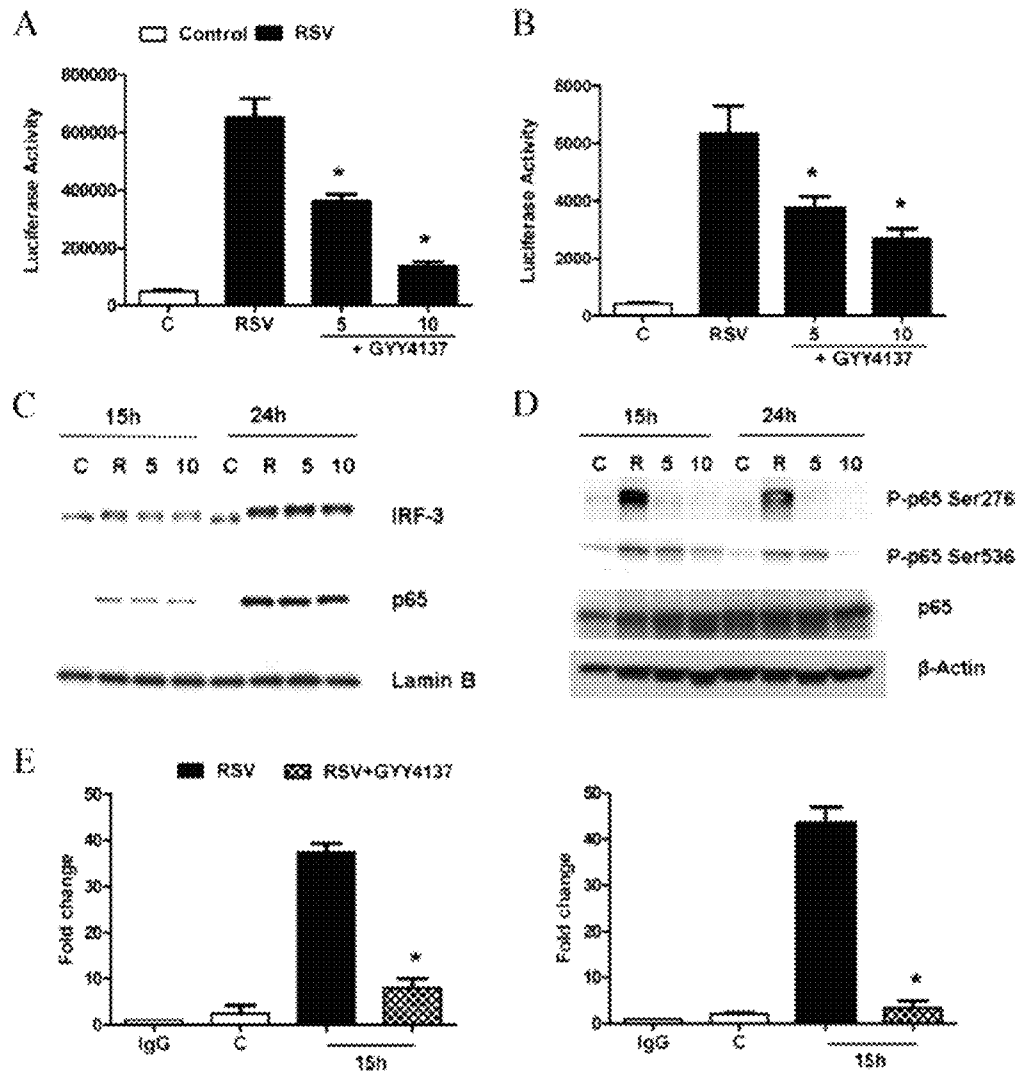 A
Control RSV
Luciferase Activity
800000
600000
400000
200000
0
C RSV 5 10
+ GYY4137
B
Luciferase Activity
8000
6000
4000
2000
0
C RSV 5 10
+ GYY4137
C
15h 24h
C R 5 10 C R 5 10
IRF-3
p65
Lamin B
D
15h 24h
C R 5 10 C R 5 10
P-p65 Ser276
P-p65 Ser536
p65
β-Actin
E
RSV RSV+GYY4137
Fold change
50
40
30
20
10
0
IgG C
15h
Fold change
50
40
30
20
10
0
IgG C
15h